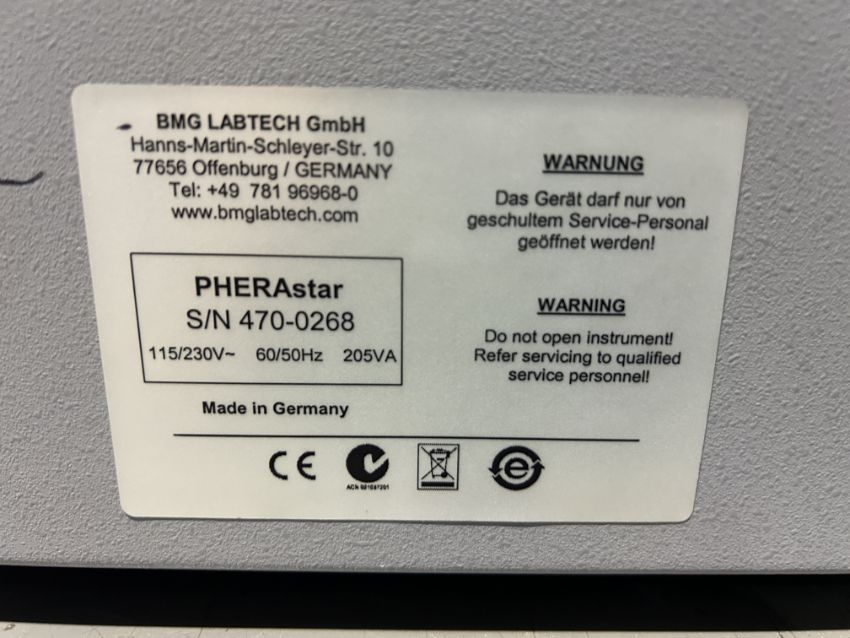 BMG LABTECH GmbH
Hanns-Martin-Schleyer-Str. 10
77656 Offenburg / GERMANY
Tel: +49 781 96968-0
www.bmglabtech.com
PHERAstar
S/N 470-0268
115/230V~ 60/50Hz 205VA
Made in Germany
WARNUNG
Das Gerät darf nur von
geschultem Service-Personal
geöffnet werden!
WARNING
Do not open instrument!
Refer servicing to qualified
service personnel!
CE
e